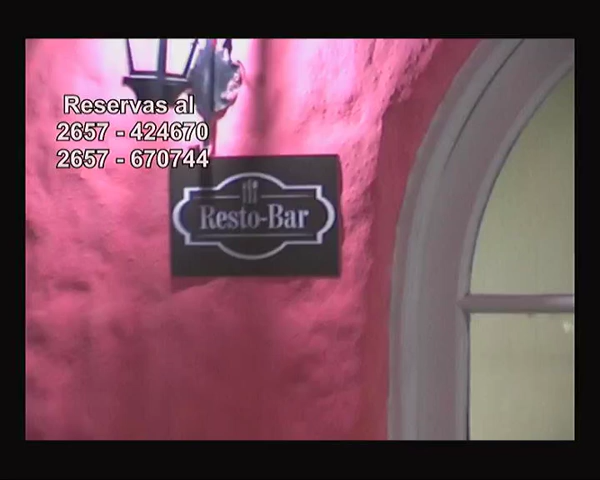 Reservas al
2657 - 424670
2657 - 670744
Resto-Bar